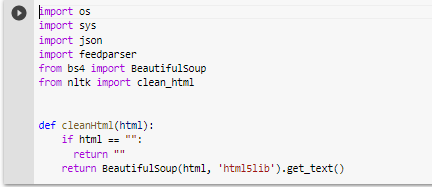 import os
import sys
import json
import feedparser
from bs4 import BeautifulSoup
from nltk import clean_html
def cleanHtml(html):
if html == "":
return ""
return BeautifulSoup(html, 'html5lib').get_text()